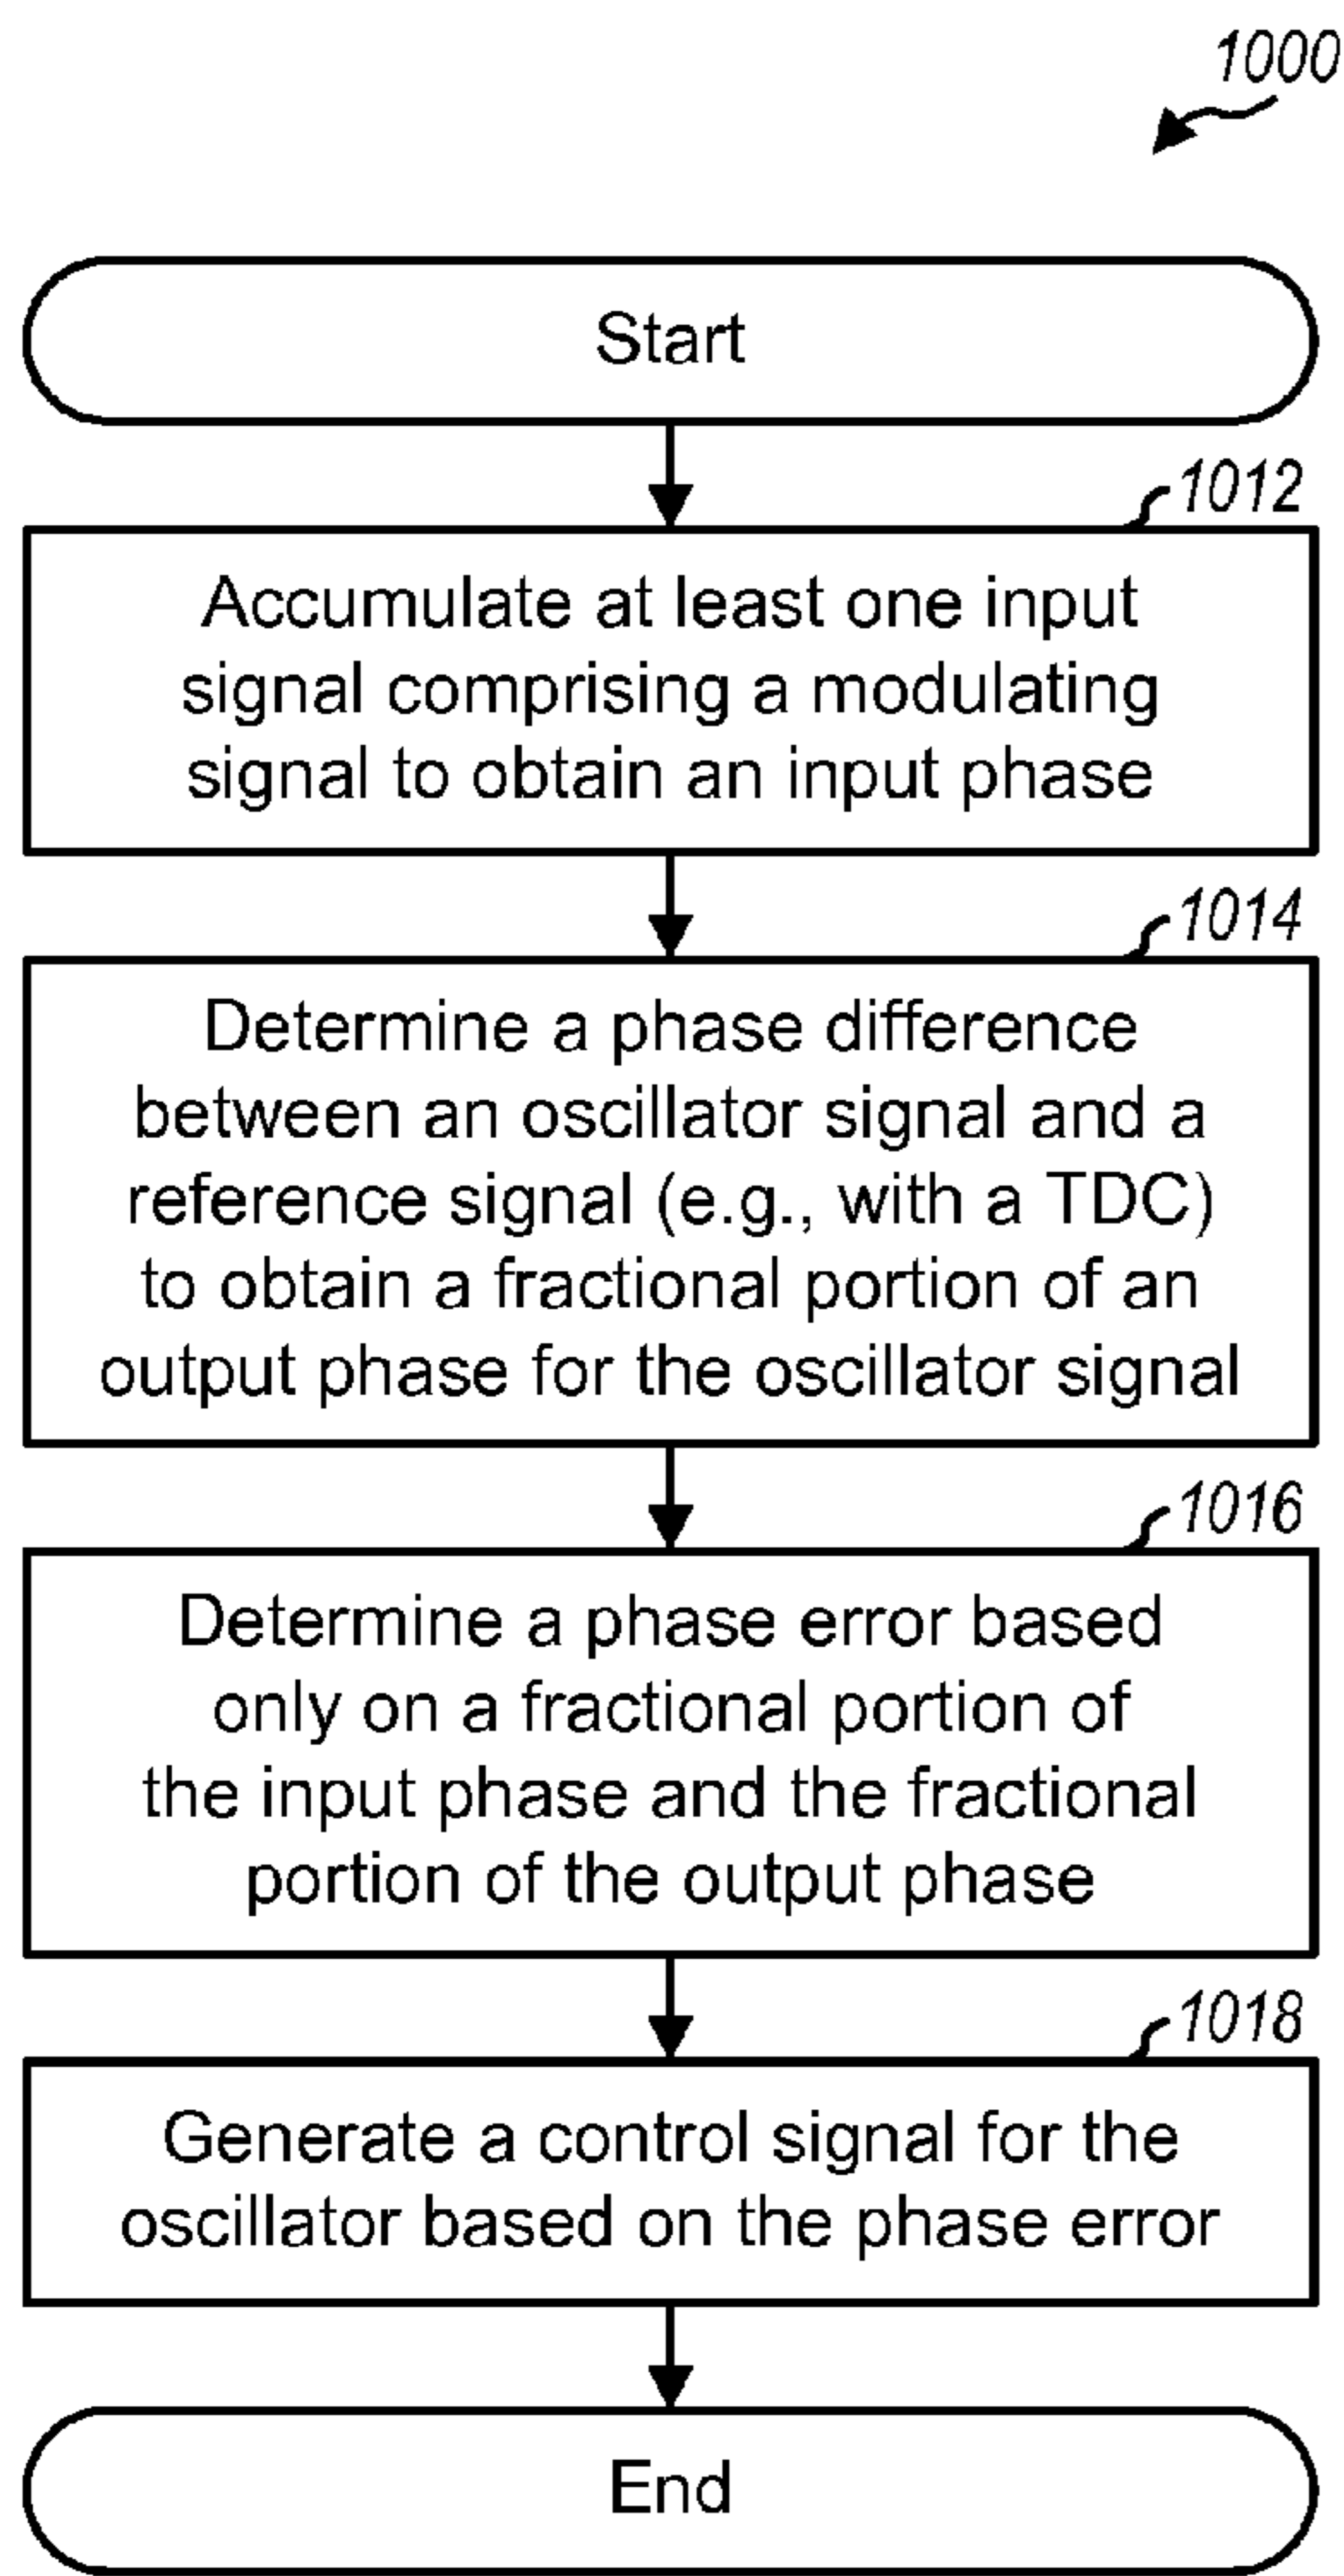 1000
Start
1012
Accumulate at least one input
signal comprising a modulating
signal to obtain an input phase
1014
Determine a phase difference
between an oscillator signal and a
reference signal (e.g., with a TDC)
to obtain a fractional portion of an
output phase for the oscillator signal
1016
Determine a phase error based
only on a fractional portion of
the input phase and the fractional
portion of the output phase
1018
Generate a control signal for the
oscillator based on the phase error
End